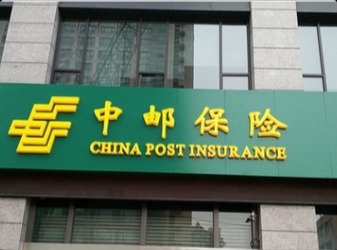 中邮保险
CHINA POST INSURANCE